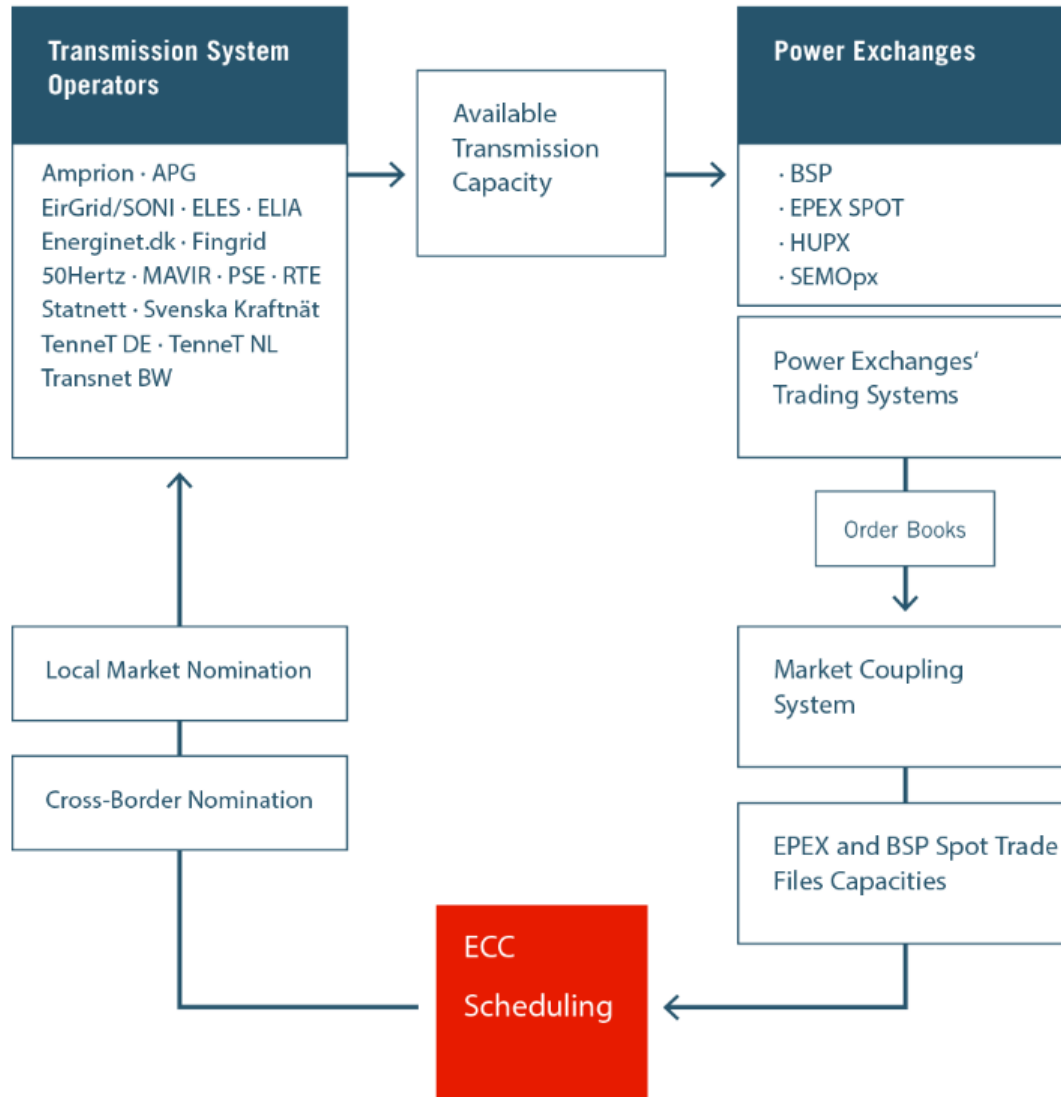 Transmission System
Operators
Amprion · APG
EirGrid/SONI · ELES · ELIA
Energinet.dk · Fingrid
50Hertz · MAVIR · PSE · RTE
Statnett · Svenska Kraftnät
TenneT DE · TenneT NL
Transnet BW
Available
Transmission
Capacity
Power Exchanges
· BSP
· EPEX SPOT
· HUPX
· SEMOpx
Power Exchanges‘
Trading Systems
Order Books
Market Coupling
System
EPEX and BSP Spot Trade
Files Capacities
ECC
Scheduling
Cross-Border Nomination
Local Market Nomination